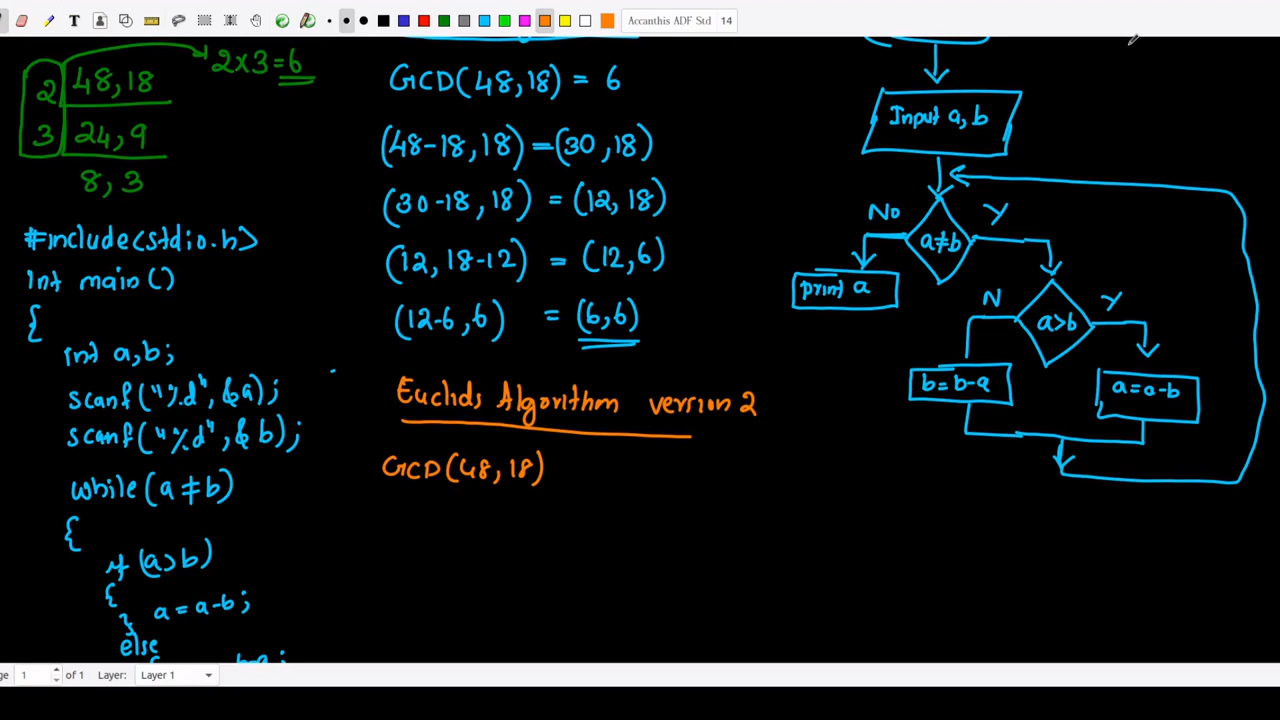 Accanthis ADF Std 14
2 48,18 2x3=6
3 24,9
8,3
#include<stdio.h>
int main()
{
int a,b;
scanf("%d",&a);
scanf("%d",&b);
while(a≠b)
{
if (a>b)
{ a=a-b;
}
else
{
GCD(48,18) = 6
(48-18,18)=(30,18)
(30-18,18) = (12,18)
(12,18-12) = (12,6)
(12-6,6) = (6,6)
Euclids Algorithm version 2
GCD(48,18)
Input a,b
No a≠b Y
print a
N a>b Y
b=b-a
a=a-b
ge 1 of 1 Layer: Layer 1